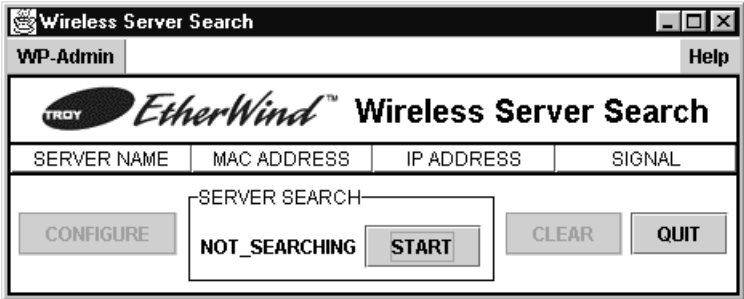 Wireless Server Search
WP-Admin Help
TROY EtherWind™ Wireless Server Search
SERVER NAME MAC ADDRESS IP ADDRESS SIGNAL
SERVER SEARCH
CONFIGURE NOT_SEARCHING START CLEAR QUIT